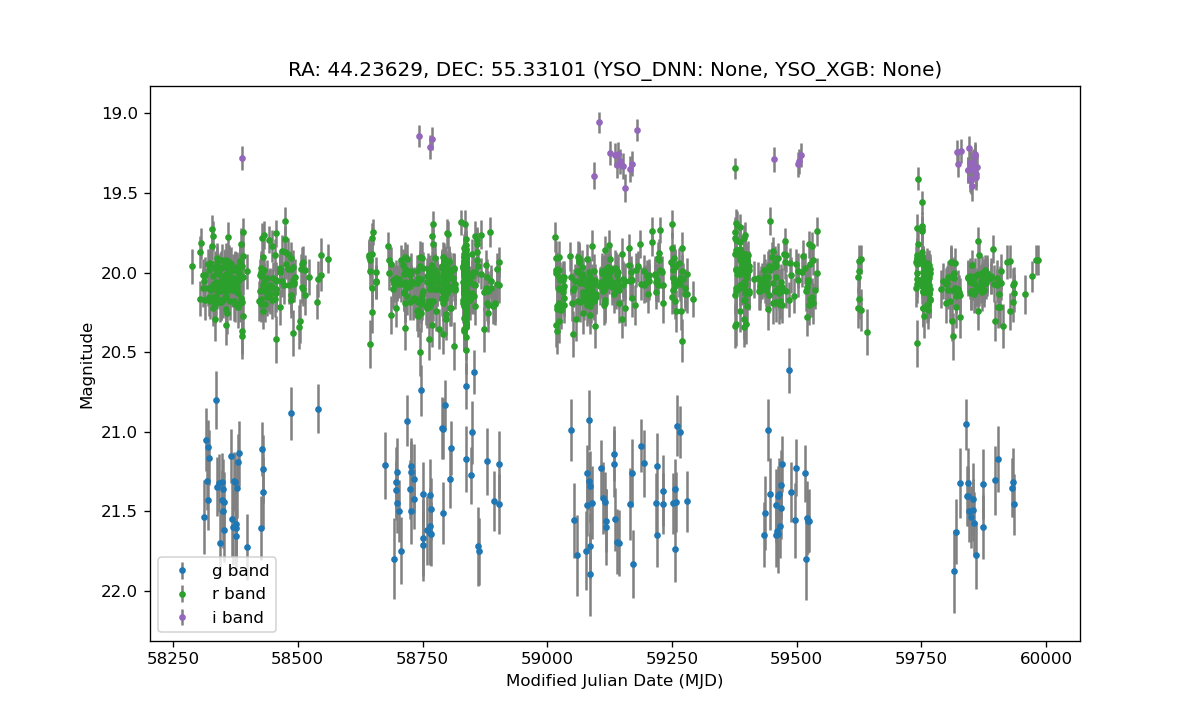 RA: 44.23629, DEC: 55.33101 (YSO_DNN: None, YSO_XGB: None)
19.0
19.5
20.0
20.5
21.0
21.5
22.0
Magnitude
g band
r band
i band
58250 58500 58750 59000 59250 59500 59750 60000
Modified Julian Date (MJD)